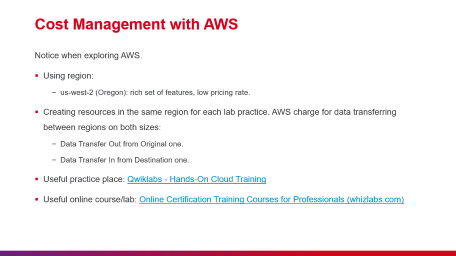 Cost Management with AWS
Notice when exploring AWS.
▪ Using region:
– us-west-2 (Oregon): rich set of features, low pricing rate.
▪ Creating resources in the same region for each lab practice. AWS charge for data transferring
between regions on both sizes:
– Data Transfer Out from Original one.
– Data Transfer In from Destination one.
▪ Useful practice place: Qwiklabs - Hands-On Cloud Training
▪ Useful online course/lab: Online Certification Training Courses for Professionals (whizlabs.com)